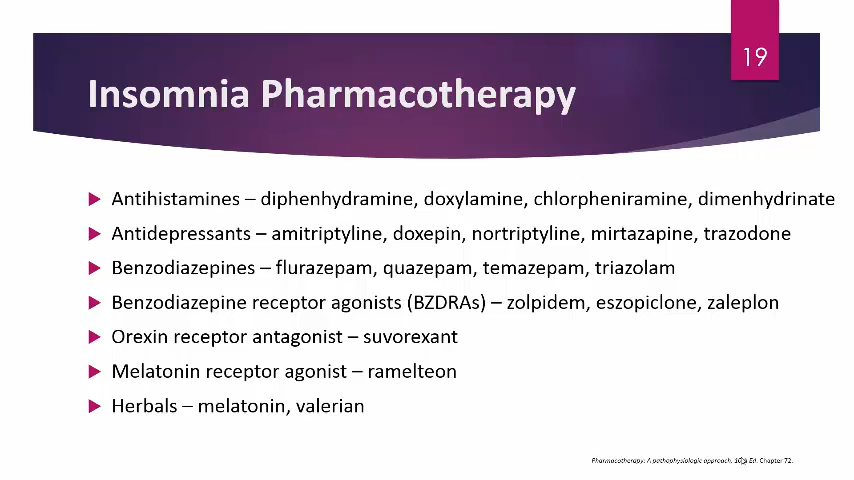 19
Insomnia Pharmacotherapy
Antihistamines – diphenhydramine, doxylamine, chlorpheniramine, dimenhydrinate
Antidepressants – amitriptyline, doxepin, nortriptyline, mirtazapine, trazodone
Benzodiazepines – flurazepam, quazepam, temazepam, triazolam
Benzodiazepine receptor agonists (BZDRAs) – zolpidem, eszopiclone, zaleplon
Orexin receptor antagonist – suvorexant
Melatonin receptor agonist – ramelteon
Herbals – melatonin, valerian
Pharmacotherapy: A pathophysiologic approach. Ed. Chapter 72.